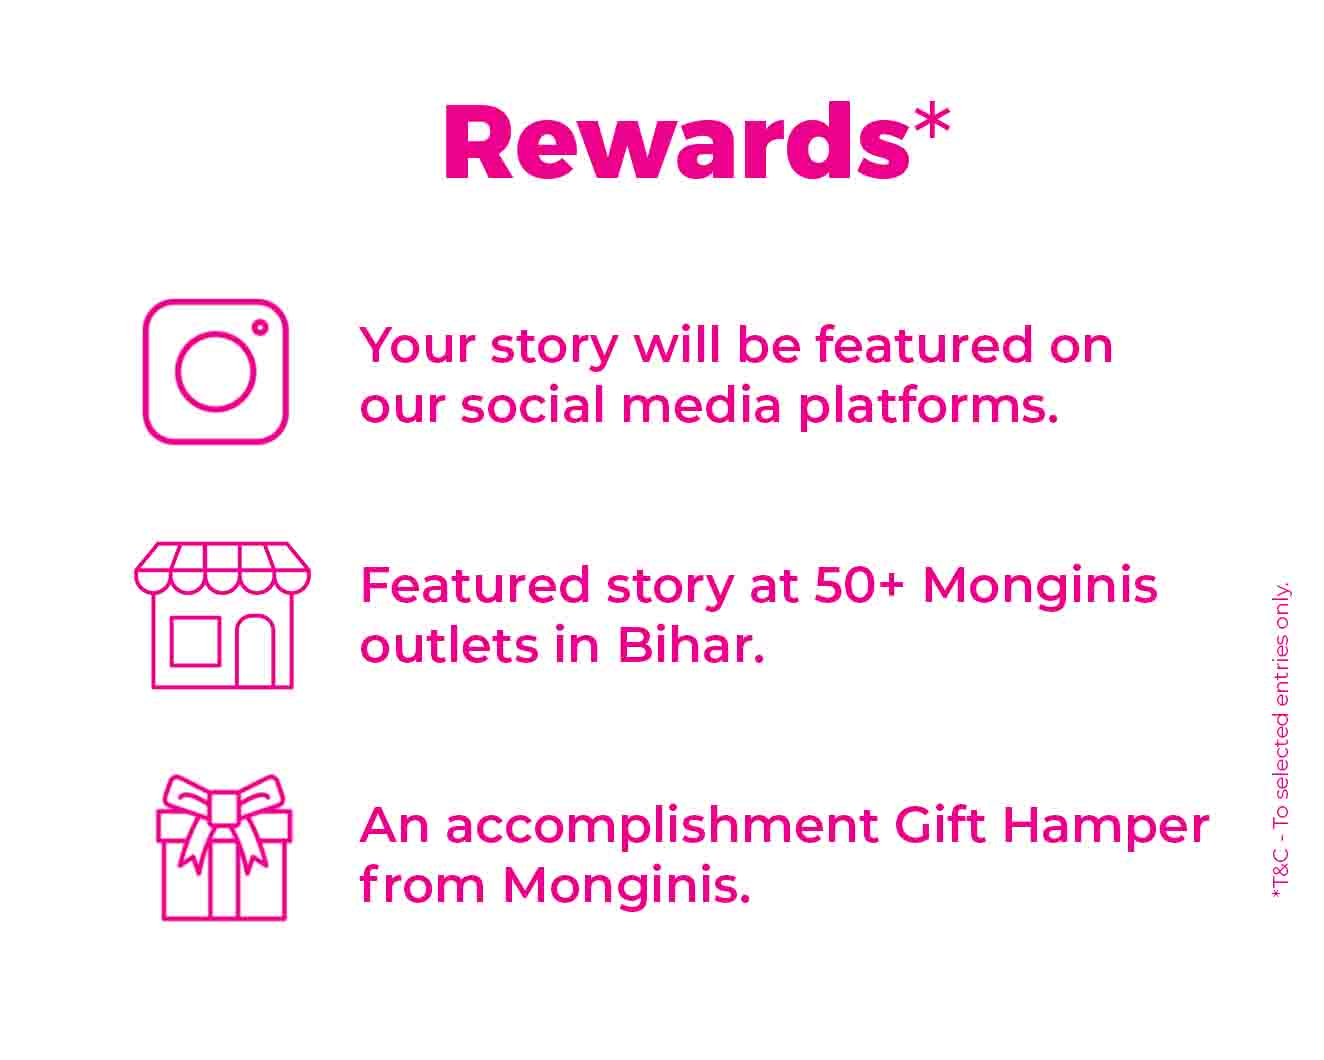 Rewards*
Your story will be featured on
our social media platforms.
Featured story at 50+ Monginis
outlets in Bihar.
An accomplishment Gift Hamper
from Monginis.
*T&C - To selected entries only.